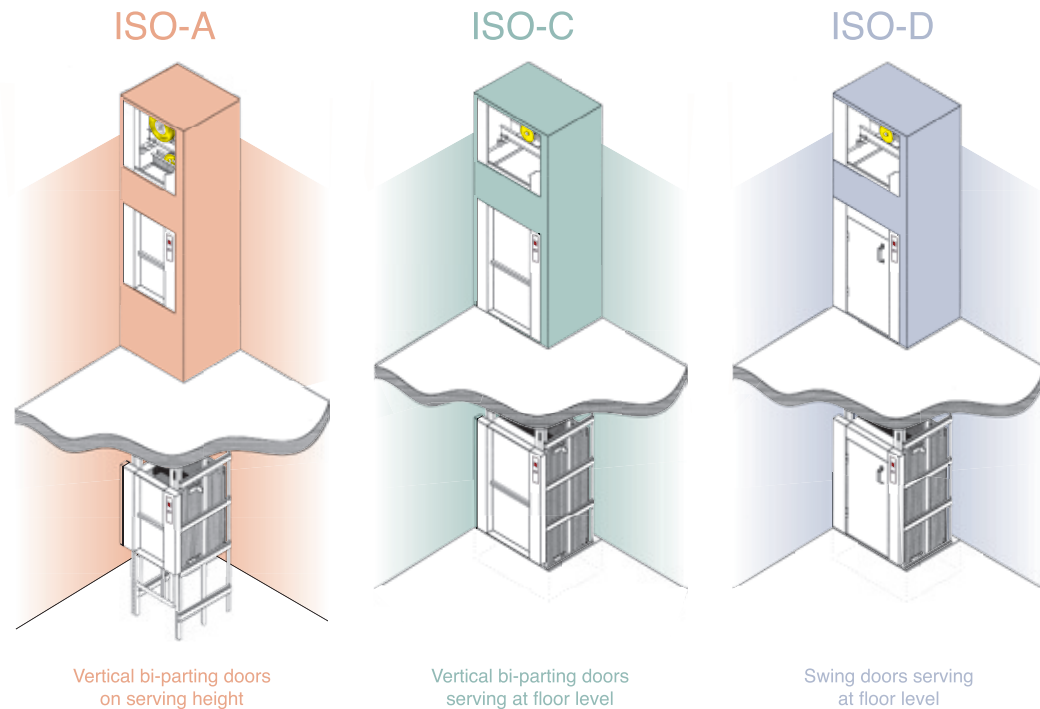 ISO-A
ISO-C
ISO-D
Vertical bi-parting doors
on serving height
Vertical bi-parting doors
serving at floor level
Swing doors serving
at floor level